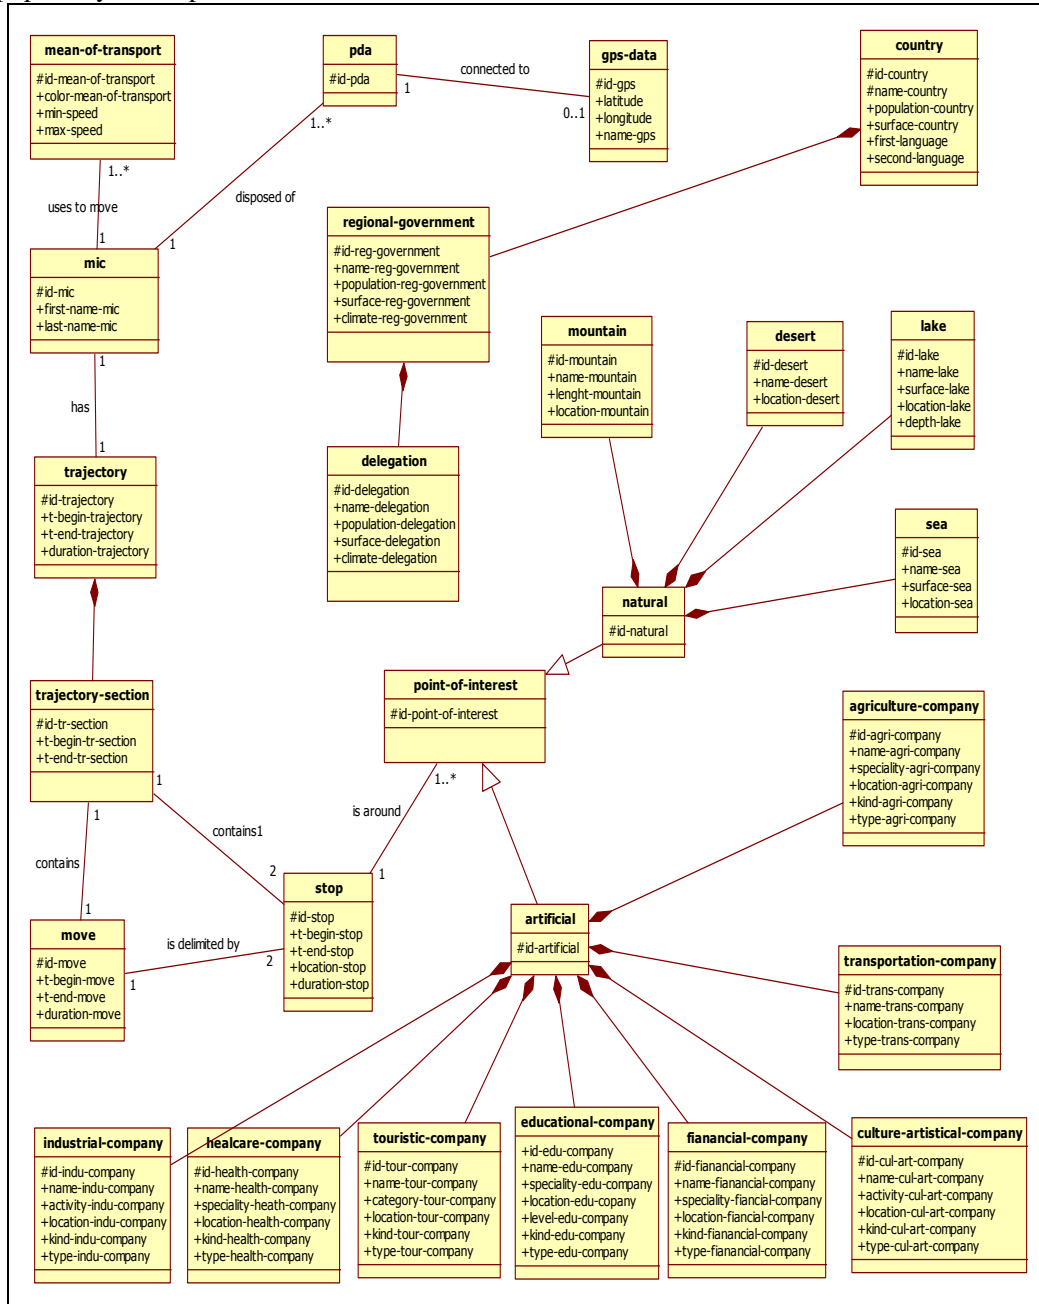 mean-of-transport
#id-mean-of-transport
+color-mean-of-transport
+min-speed
+max-speed
pda
#id-pda
connected to
1
0..1
gps-data
#id-gps
+latitude
+longitude
+name-gps
country
#id-country
#name-country
+population-country
+surface-country
+first-language
+second-language
1..*
uses to move
1
1..*
disposed of
1
mic
#id-mic
+first-name-mic
+last-name-mic
regional-government
#id-reg-government
+name-reg-government
+population-reg-government
+surface-reg-government
+climate-reg-government
1
has
1
mountain
#id-mountain
+name-mountain
+lenght-mountain
+location-mountain
desert
#id-desert
+name-desert
+location-desert
lake
#id-lake
+name-lake
+surface-lake
+location-lake
+depth-lake
trajectory
#id-trajectory
+t-begin-trajectory
+t-end-trajectory
+duration-trajectory
delegation
#id-delegation
+name-delegation
+population-delegation
+surface-delegation
+climate-delegation
sea
#id-sea
+name-sea
+surface-sea
+location-sea
natural
#id-natural
trajectory-section
#id-tr-section
+t-begin-tr-section
+t-end-tr-section
point-of-interest
#id-point-of-interest
agriculture-company
#id-agri-company
+name-agri-company
+speciality-agri-company
+location-agri-company
+kind-agri-company
+type-agri-company
1
1
1..*
is around
1
contains1
2
contains
1
stop
#id-stop
+t-begin-stop
+t-end-stop
+location-stop
+duration-stop
move
#id-move
+t-begin-move
+t-end-move
+duration-move
is delimited by
2
1
artificial
#id-artificial
transportation-company
#id-trans-company
+name-trans-company
+location-trans-company
+type-trans-company
industrial-company
#id-indu-company
+name-indu-company
+activity-indu-company
+location-indu-company
+kind-indu-company
+type-indu-company
healcare-company
#id-health-company
+name-health-company
+speciality-heath-company
+location-health-company
+kind-health-company
+type-health-company
touristic-company
#id-tour-company
+name-tour-company
+category-tour-company
+location-tour-company
+kind-tour-company
+type-tour-company
educational-company
+id-edu-company
+name-edu-company
+speciality-edu-company
+location-edu-copany
+level-edu-company
+kind-edu-company
+type-edu-company
fianancial-company
#id-fianancial-company
+name-fianancial-company
+speciality-fiancial-company
+location-fiancial-company
+kind-fianancial-company
+type-fianancial-company
culture-artistical-company
#id-cul-art-company
+name-cul-art-company
+activity-cul-art-company
+location-cul-art-company
+kind-cul-art-company
+type-cul-art-company